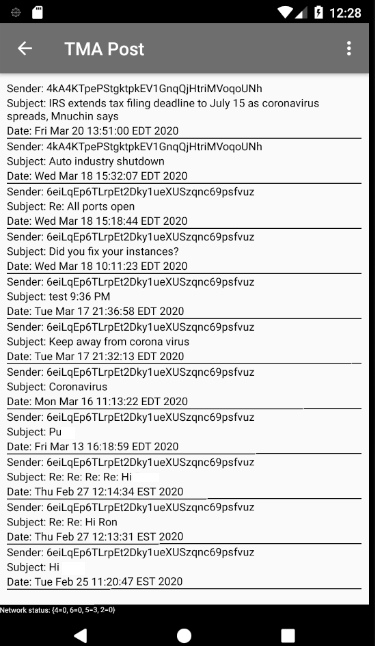 12:28
TMA Post
Sender: 4kA4KTpePStgktpkEV1GnqQjHtriMVoqoUNh
Subject: IRS extends tax filing deadline to July 15 as coronavirus
spreads, Mnuchin says
Date: Fri Mar 20 13:51:00 EDT 2020
Sender: 4kA4KTpePStgktpkEV1GnqQjHtriMVoqoUNh
Subject: Auto industry shutdown
Date: Wed Mar 18 15:32:07 EDT 2020
Sender: 6eiLqEp6TLrpEt2Dky1ueXUSzqnc69psfvuz
Subject: Re: All ports open
Date: Wed Mar 18 15:18:44 EDT 2020
Sender: 6eiLqEp6TLrpEt2Dky1ueXUSzqnc69psfvuz
Subject: Did you fix your instances?
Date: Wed Mar 18 10:11:23 EDT 2020
Sender: 6eiLqEp6TLrpEt2Dky1ueXUSzqnc69psfvuz
Subject: test 9:36 PM
Date: Tue Mar 17 21:36:58 EDT 2020
Sender: 6eiLqEp6TLrpEt2Dky1ueXUSzqnc69psfvuz
Subject: Keep away from corona virus
Date: Tue Mar 17 21:32:13 EDT 2020
Sender: 6eiLqEp6TLrpEt2Dky1ueXUSzqnc69psfvuz
Subject: Coronavirus
Date: Mon Mar 16 11:13:22 EDT 2020
Sender: 6eiLqEp6TLrpEt2Dky1ueXUSzqnc69psfvuz
Subject: Pu
Date: Fri Mar 13 16:18:59 EDT 2020
Sender: 6eiLqEp6TLrpEt2Dky1ueXUSzqnc69psfvuz
Subject: Re: Re: Re: Re: Hi
Date: Thu Feb 27 12:14:34 EST 2020
Sender: 6eiLqEp6TLrpEt2Dky1ueXUSzqnc69psfvuz
Subject: Re: Re: Hi Ron
Date: Thu Feb 27 12:13:31 EST 2020
Sender: 6eiLqEp6TLrpEt2Dky1ueXUSzqnc69psfvuz
Subject: Hi
Date: Tue Feb 25 11:20:47 EST 2020
Network status: {4=0, 6=0, 5=3, 2=0}